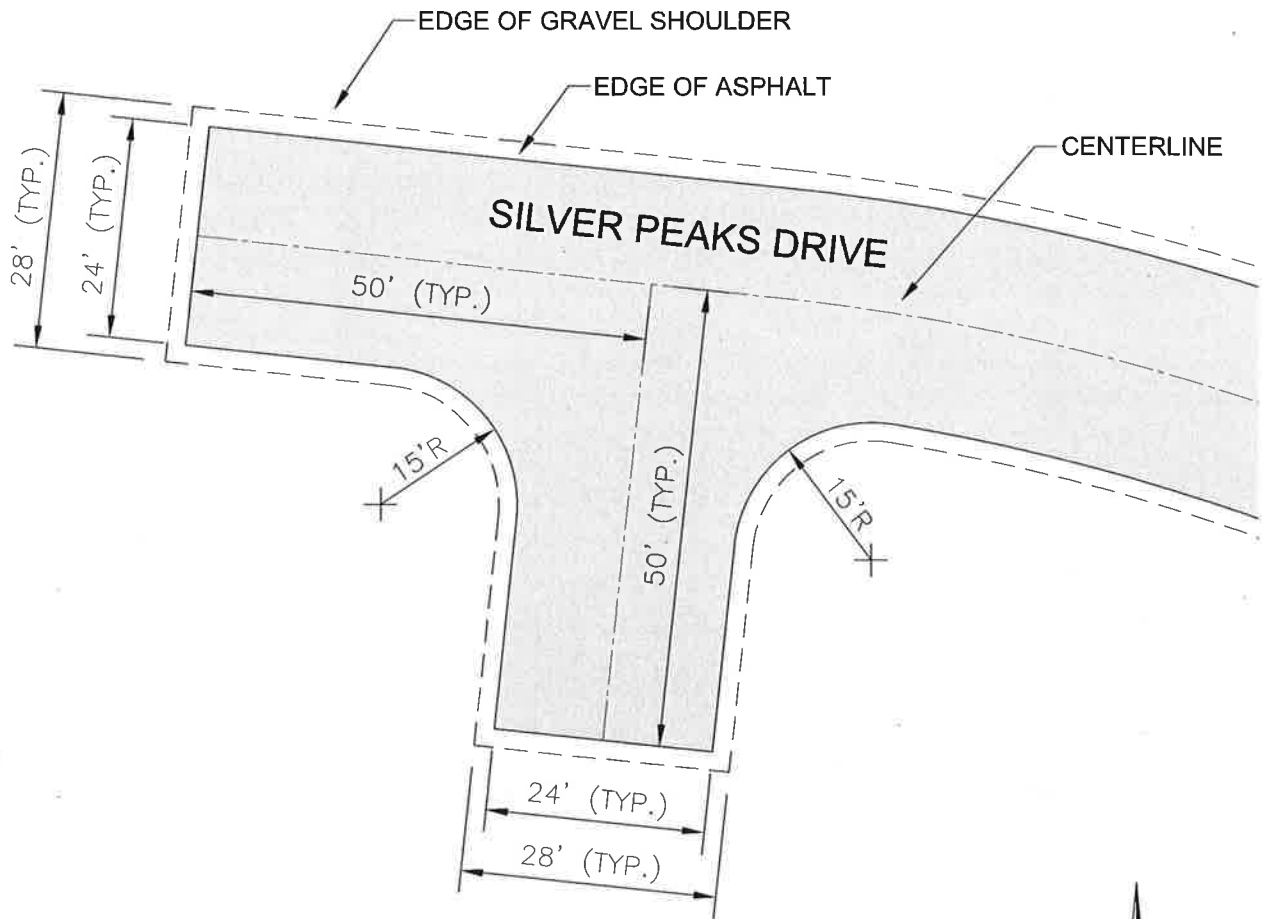 EDGE OF GRAVEL SHOULDER
EDGE OF ASPHALT
CENTERLINE
28' (TYP.)
24' (TYP.)
SILVER PEAKS DRIVE
50' (TYP.)
15'R
50' (TYP.)
15'R
24' (TYP.)
28' (TYP.)